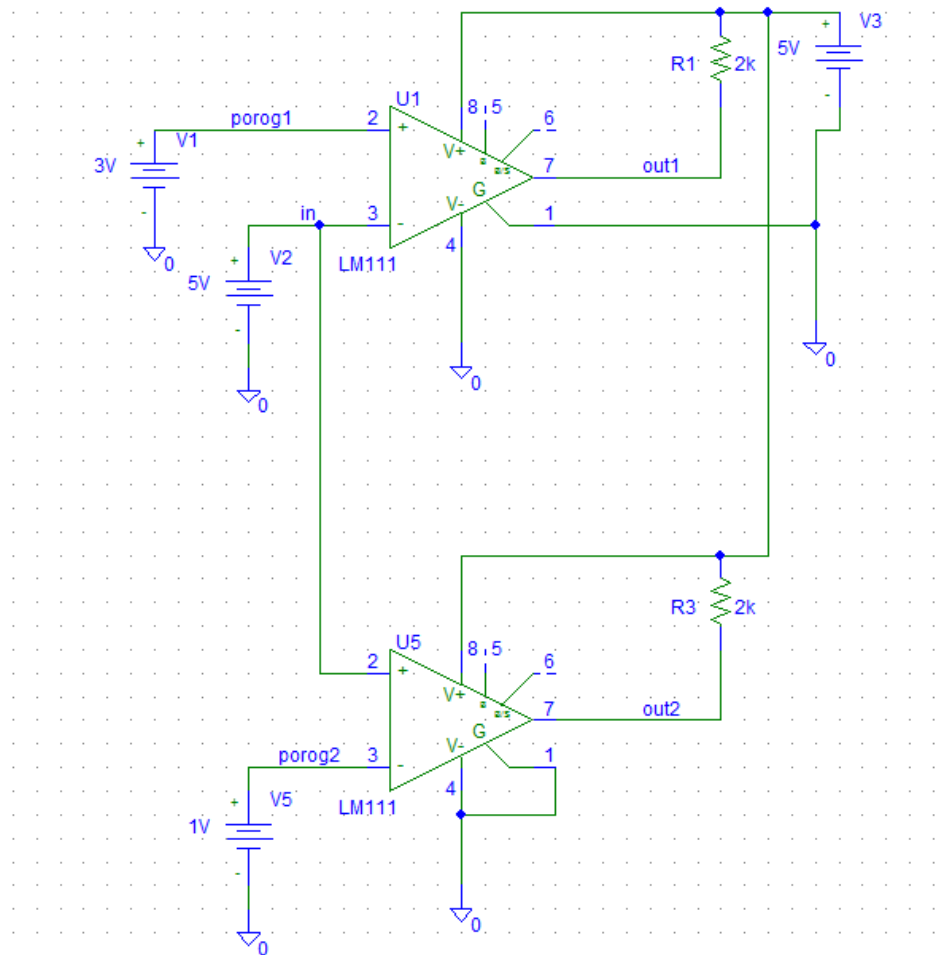 V3
5V
R1
2k
U1
8
5
6
porog1
2
+
V+
V1
3V
7
out1
G
V-
1
in
3
-
4
LM111
V2
5V
0
0
0
0
U5
8
5
6
R3
2k
2
+
V+
7
out2
G
V-
1
porog2
3
-
4
LM111
V5
1V
0
0